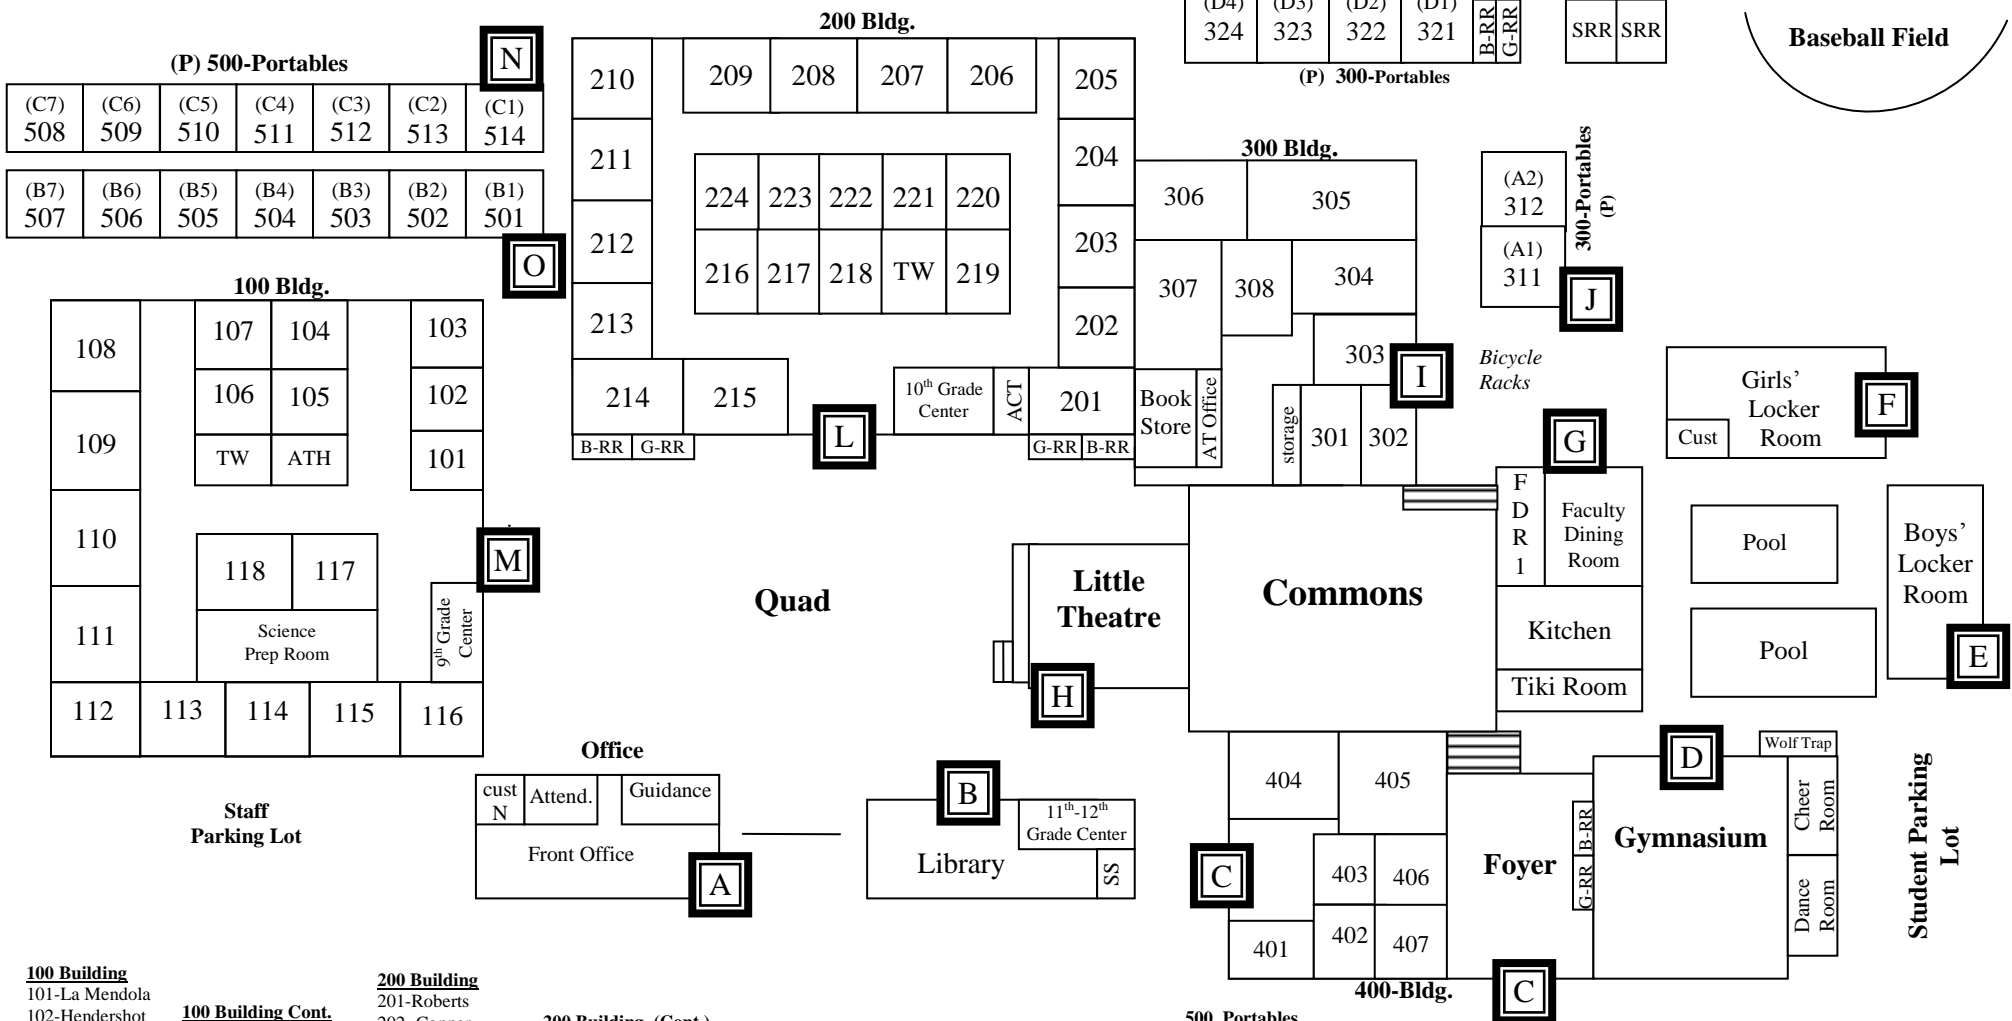 200 Bldg.
(D4) (D3) (D2) (D1)
324 323 322 321 B-RR G-RR SRR SRR
(P) 300-Portables
Baseball Field
(P) 500-Portables
N
(C7) (C6) (C5) (C4) (C3) (C2) (C1)
508 509 510 511 512 513 514
(B7) (B6) (B5) (B4) (B3) (B2) (B1)
507 506 505 504 503 502 501
O
210 209 208 207 206 205
211 204
224 223 222 221 220
212 203
216 217 218 TW 219
213 202
214 215
10th Grade
Center
ACT
201
B-RR G-RR
L
G-RR B-RR
300 Bldg.
306 305
307 308 304
303
I
Book
Store
AT Office
storage
301 302
(A2)
312
(A1)
311
300-Portables
(P)
J
Bicycle
Racks
Girls'
Locker
Room
Cust
F
G
100 Bldg.
108 107 104 103
106 105 102
109 TW ATH 101
110 118 117
M
111
Science
Prep Room
9th Grade
Center
112 113 114 115 116
Quad
Little
Theatre
H
Commons
F
D
R
1
Faculty
Dining
Room
Kitchen
Tiki Room
Pool
Pool
Boys'
Locker
Room
E
Staff
Parking Lot
Office
cust
N
Attend.
Guidance
Front Office
A
B
11th-12th
Grade Center
Library
SS
404 405
C
403 406
402 407
401
400-Bldg.
Foyer
B-RR
G-RR
C
D
Gymnasium
Wolf Trap
Cheer
Room
Dance
Room
Student Parking
Lot
100 Building
101-La Mendola
102-Hendershot
100 Building Cont.
200 Building
201-Roberts
200 Building (Cont.)
500 Portables